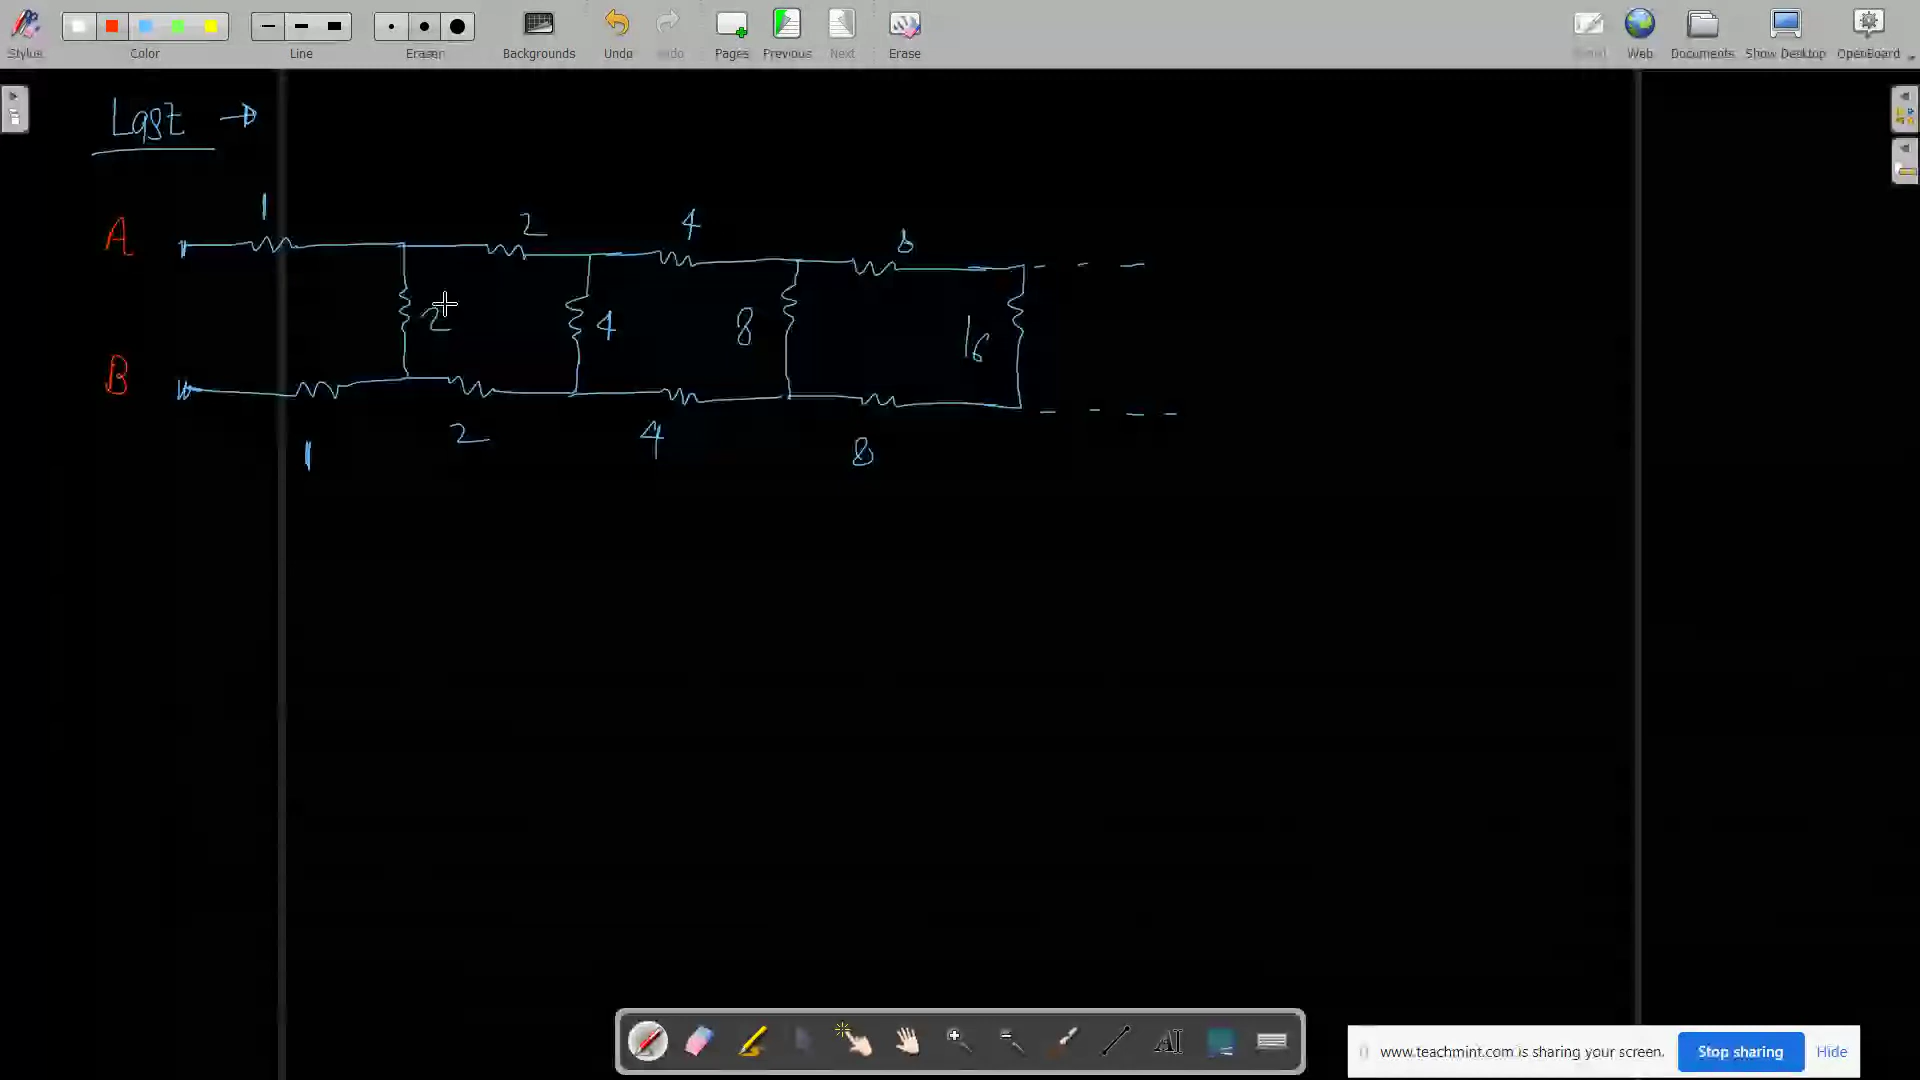 Stylus
Color
Line
Eraser
Backgrounds
Undo
Redo
Pages
Previous
Next
Erase
Web
Documents
Show Desktop
OpenBoard
Last →
1 2 4 8
A
2 4 8 16
B
1 2 4 8
www.teachmint.com is sharing your screen. Stop sharing Hide